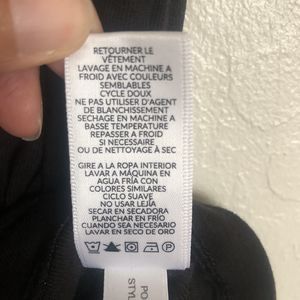 RETOURNER LE
VÊTEMENT
LAVAGE EN MACHINE A
FROID AVEC COULEURS
SEMBLABLES
CYCLE DOUX
NE PAS UTILISER D'AGENT
DE BLANCHISSEMENT
SECHAGE EN MACHINE A
BASSE TEMPERATURE
REPASSER A FROID
SI NECESSAIRE
OU DE NETTOYAGE À SEC
GIRE A LA ROPA INTERIOR
LAVAR A MÁQUINA EN
AGUA FRÍA CON
COLORES SIMILARES
CICLO SUAVE
NO USAR LEJÍA
SECAR EN SECADORA
PLANCHAR EN FRÍO
CUANDO SEA NECESARIO
LAVAR EN SECO DE ORO
P
PO
STYL